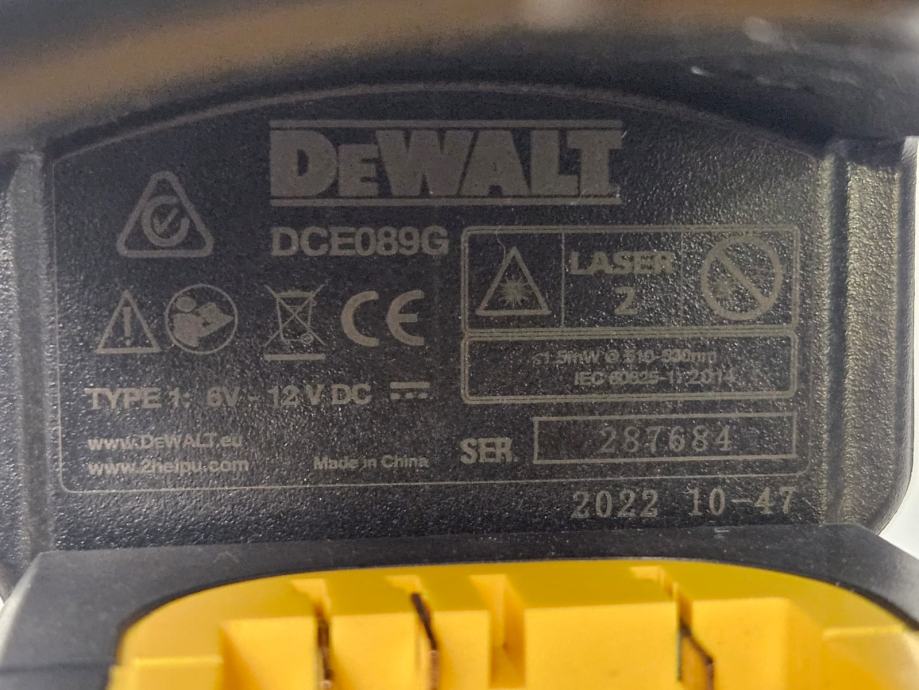 DEWALT
DCE089G
LASER
2
CE
≤1.5mW @ 510-530nm
IEC 60825-1: 2014
TYPE 1: 6V - 12 V DC
www.DeWALT.eu
www.2helpu.com
Made in China
SER. 287684
2022 10-47